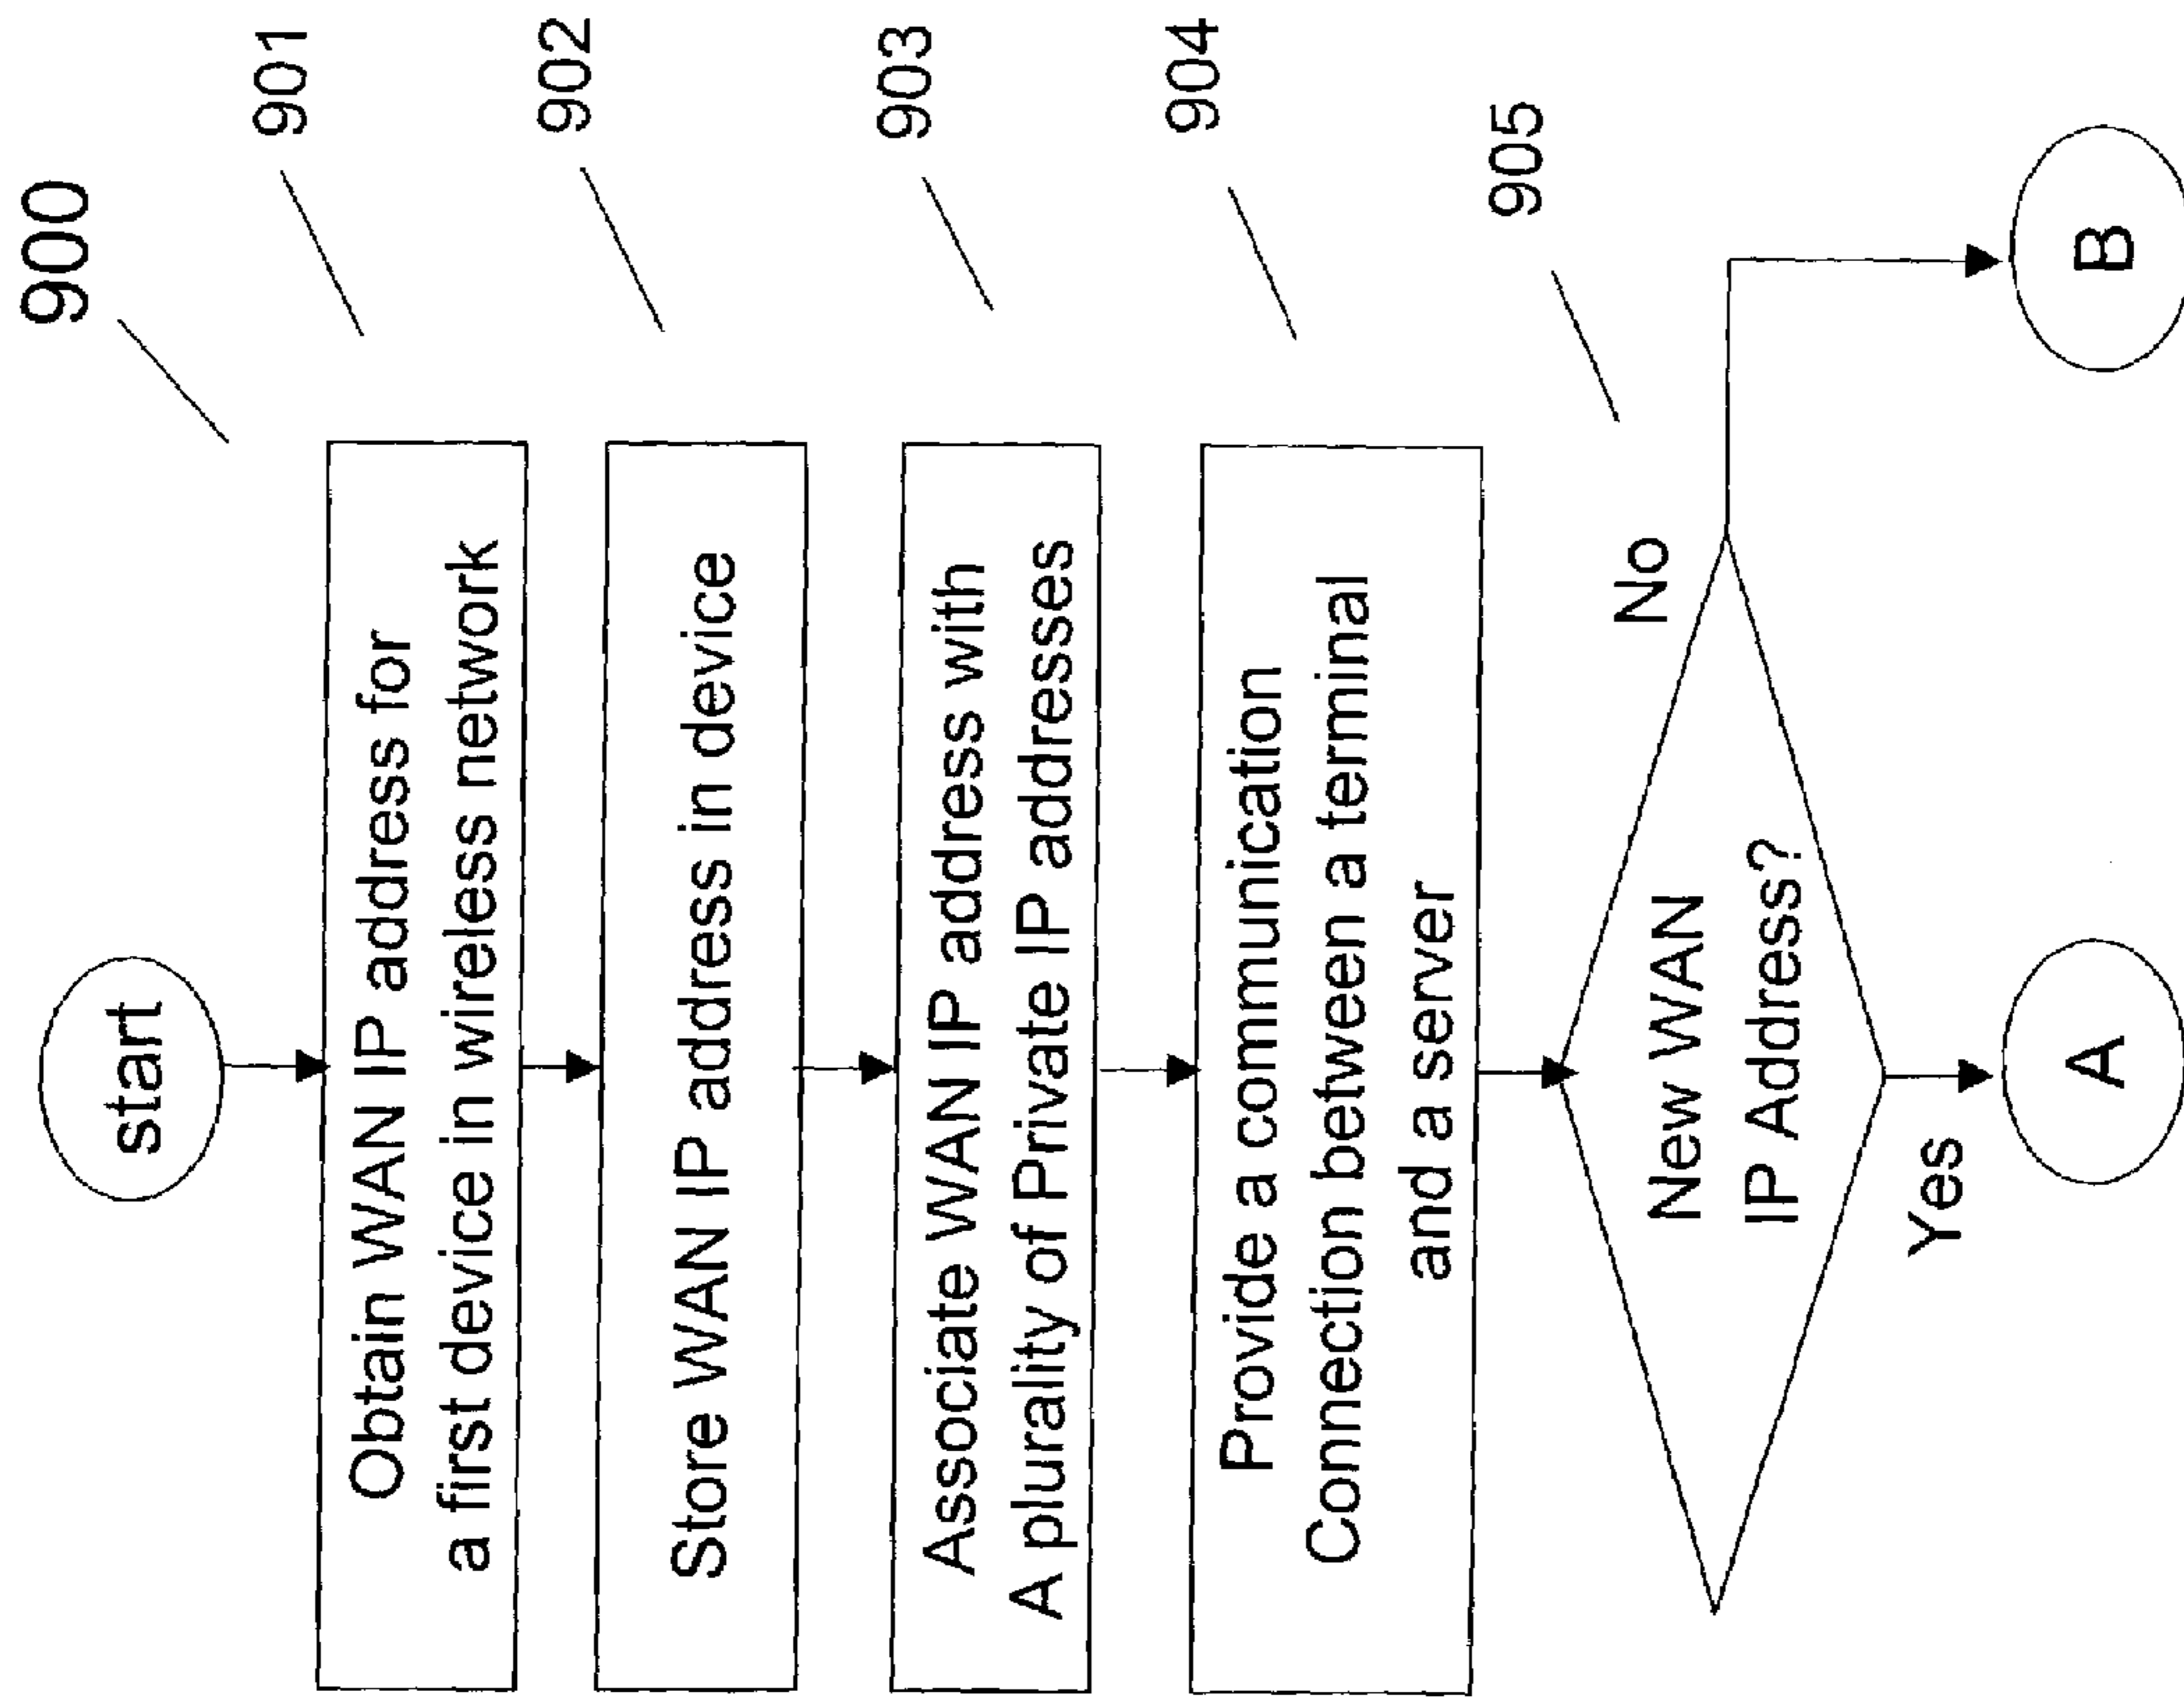 900
start
901
Obtain WAN IP address for
a first device in wireless network
902
Store WAN IP address in device
903
Associate WAN IP address with
A plurality of Private IP addresses
904
Provide a communication
Connection between a terminal
and a server
905
New WAN
IP Address?
No
Yes
A
B